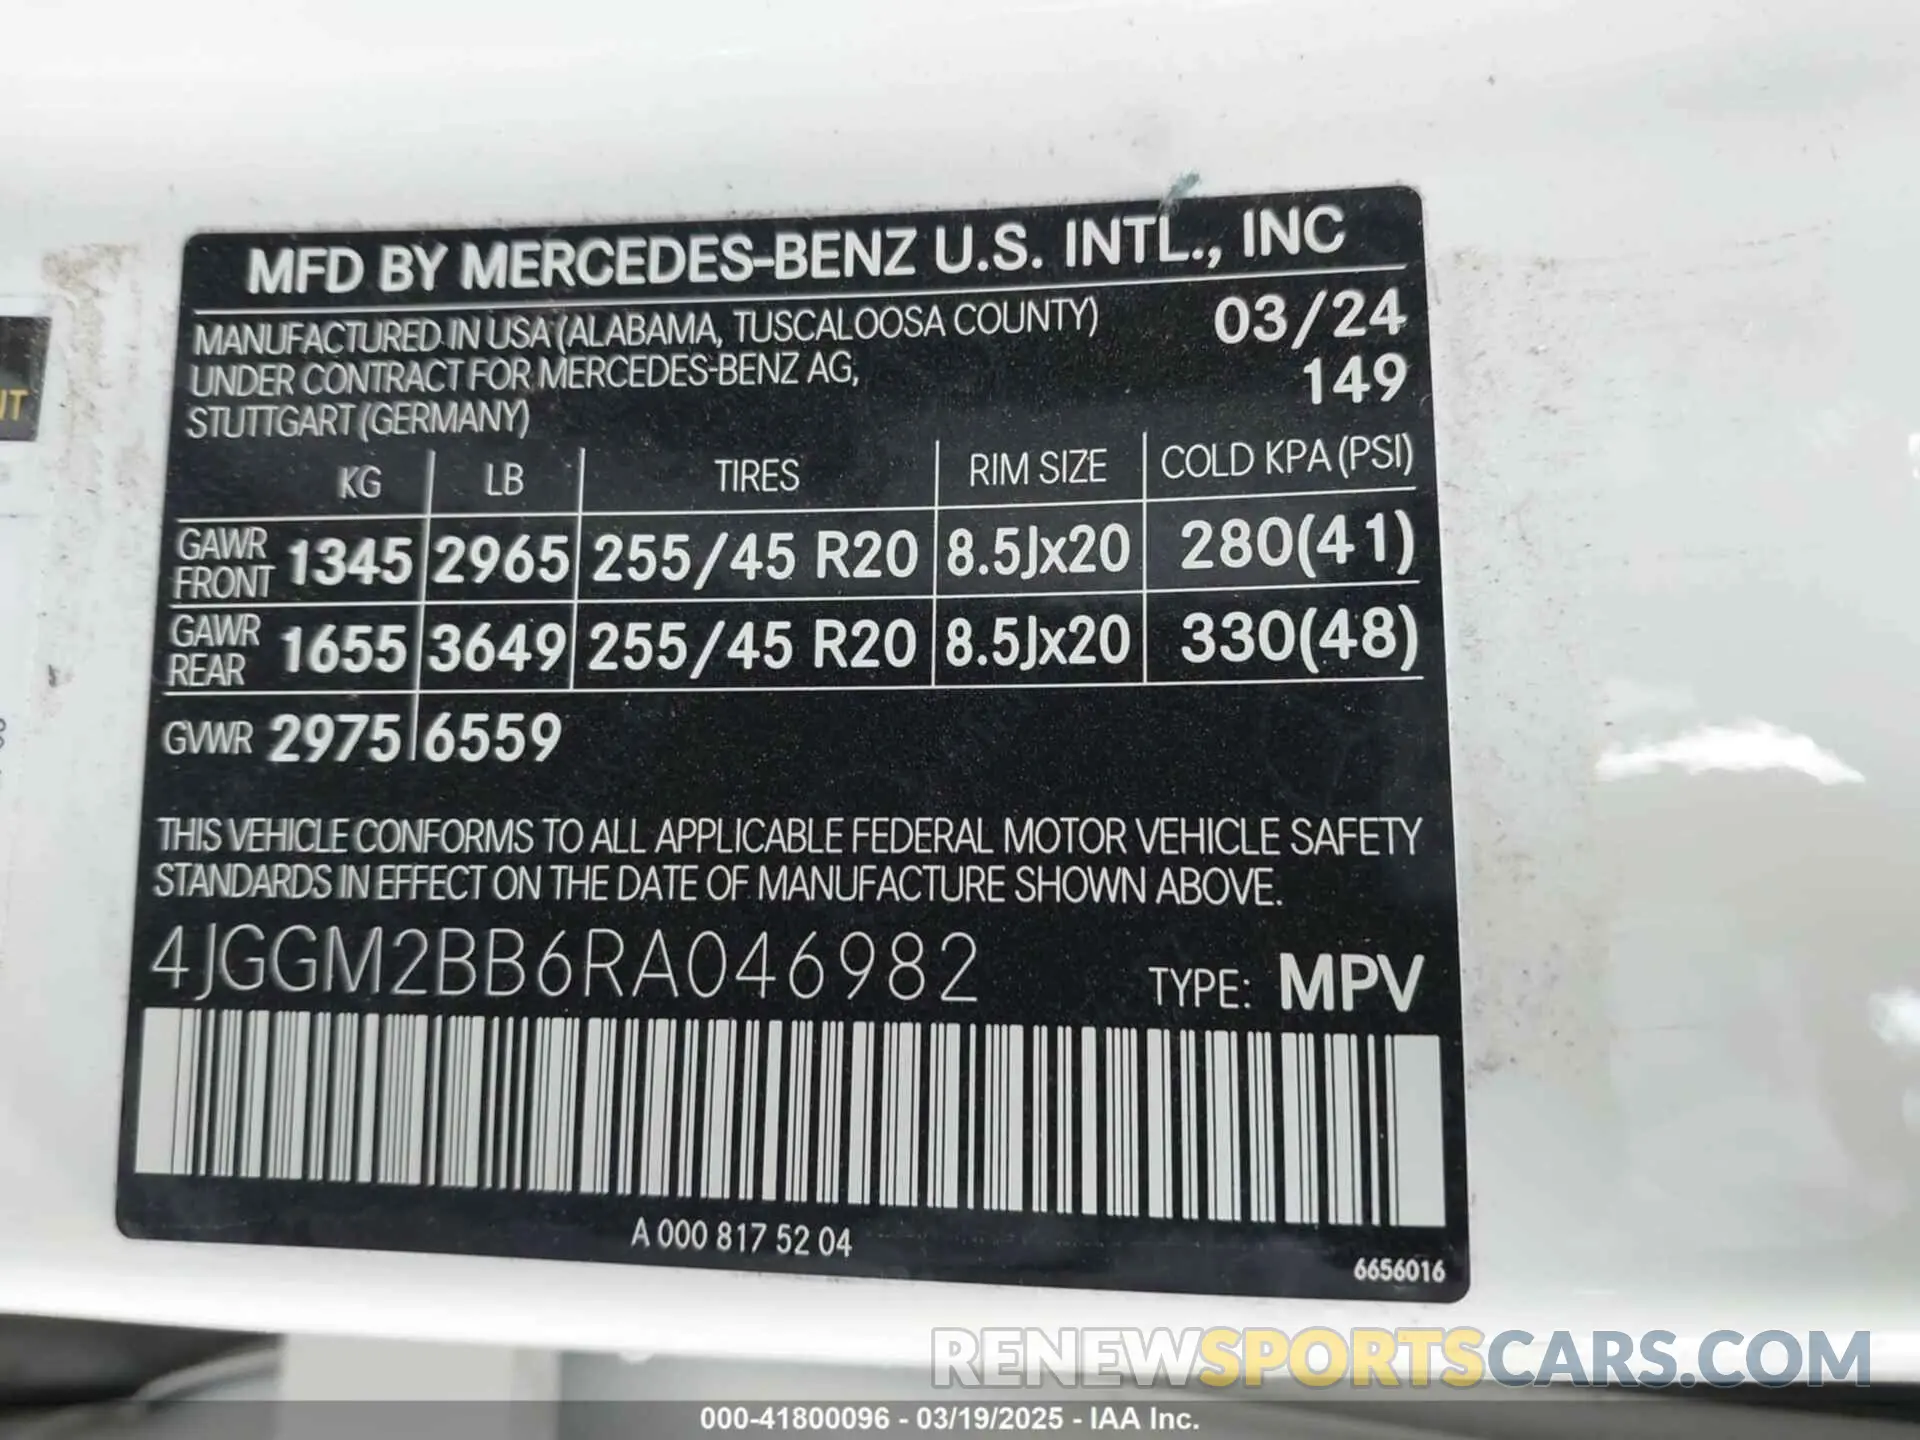 MFD BY MERCEDES-BENZ U.S. INTL., INC
MANUFACTURED IN USA (ALABAMA, TUSCALOOSA COUNTY) 03/24
UNDER CONTRACT FOR MERCEDES-BENZ AG, 149
STUTTGART (GERMANY)
KG LB TIRES RIM SIZE COLD KPA (PSI)
GAWR FRONT 1345 2965 255/45 R20 8.5Jx20 280(41)
GAWR REAR 1655 3649 255/45 R20 8.5Jx20 330(48)
GVWR 2975 6559
THIS VEHICLE CONFORMS TO ALL APPLICABLE FEDERAL MOTOR VEHICLE SAFETY
STANDARDS IN EFFECT ON THE DATE OF MANUFACTURE SHOWN ABOVE.
4JGGM2BB6RA046982 TYPE: MPV
A 000 817 52 04
6656016
RENEWSPORTSCARS.COM
000-41800096 - 03/19/2025 - IAA Inc.